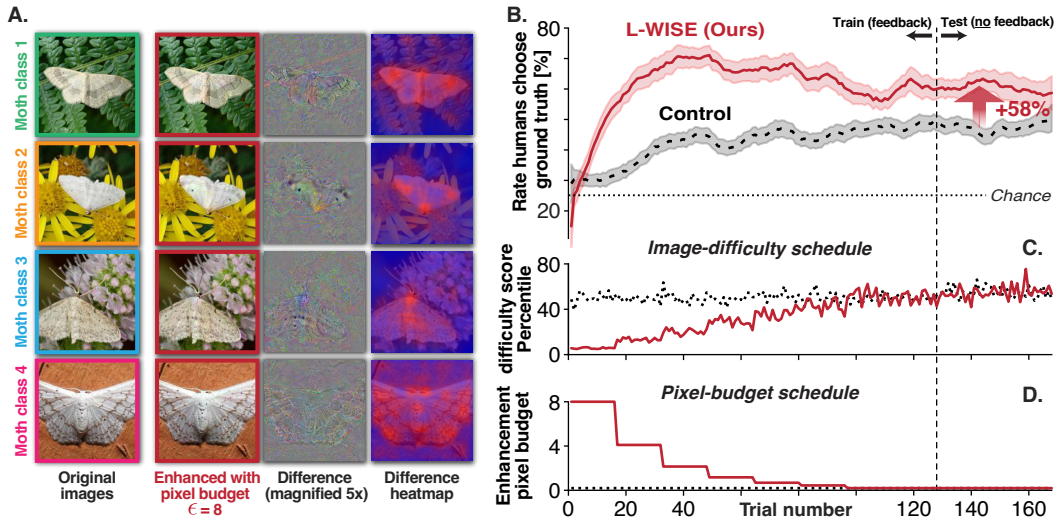 A.
Moth class 1
Moth class 2
Moth class 3
Moth class 4
Original
images
Enhanced with
pixel budget
ϵ = 8
Difference
(magnified 5x)
Difference
heatmap
B.
Rate humans choose
ground truth [%]
80
20
L-WISE (Ours)
Control
Train (feedback)
Test (no feedback)
+58%
Chance
C.
Image-difficulty schedule
difficulty score
Percentile
80
40
0
D.
Pixel-budget schedule
Enhancement
pixel budget
8
4
0
0
20
40
60
80
Trial number
120
140
160